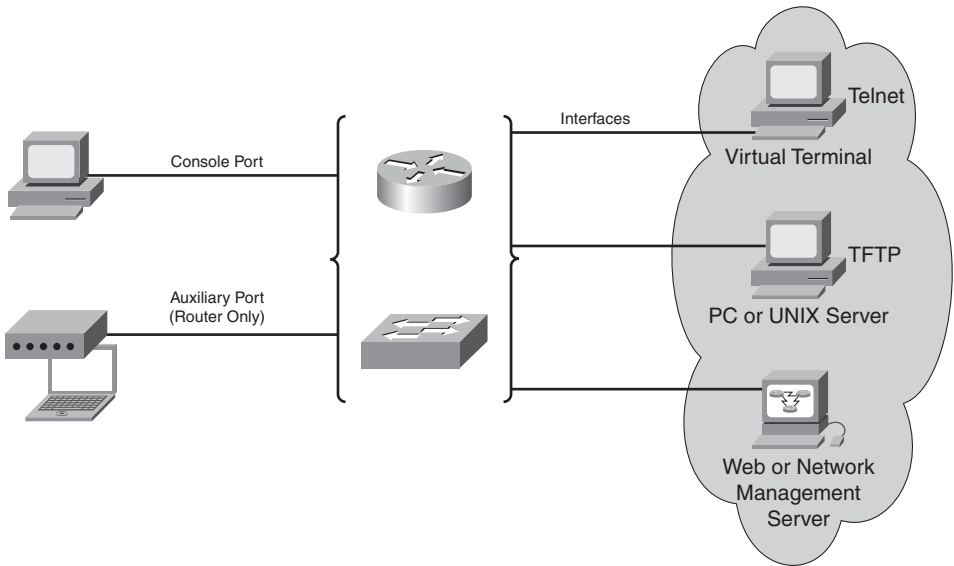 Console Port
Auxiliary Port
(Router Only)
Interfaces
Telnet
Virtual Terminal
TFTP
PC or UNIX Server
Web or Network
Management
Server